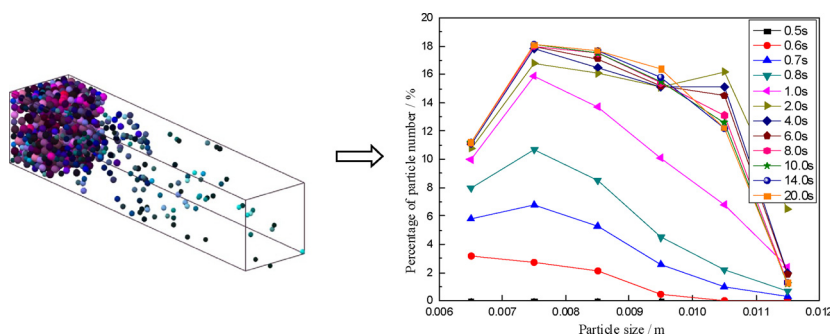 20
18
16
14
12
10
8
6
4
2
0
Percentage of particle number / %
0.5s
0.6s
0.7s
0.8s
1.0s
2.0s
4.0s
6.0s
8.0s
10.0s
14.0s
20.0s
0.006 0.007 0.008 0.009 0.010 0.011 0.012
Particle size / m